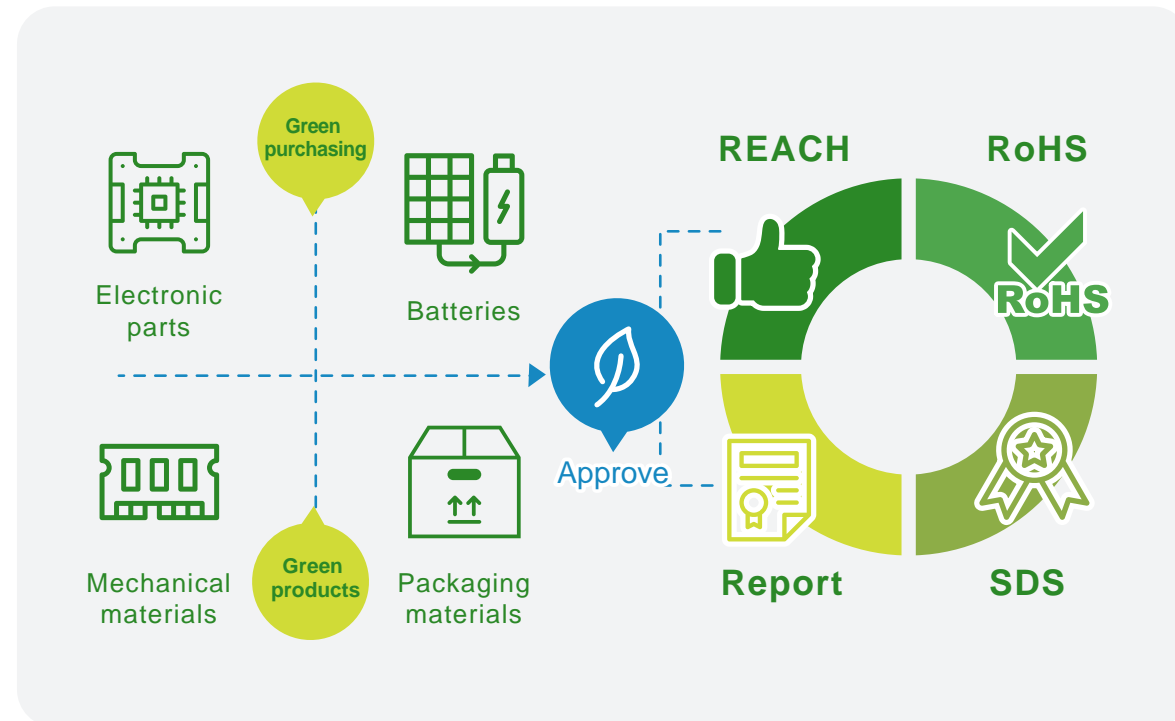 Green
purchasing
Electronic
parts
Batteries
Mechanical
materials
Green
products
Packaging
materials
Approve
REACH
RoHS
RoHS
Report
SDS